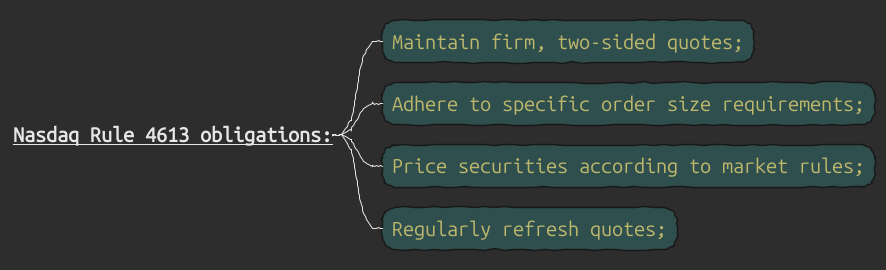 Nasdaq Rule 4613 obligations:
Maintain firm, two-sided quotes;
Adhere to specific order size requirements;
Price securities according to market rules;
Regularly refresh quotes;